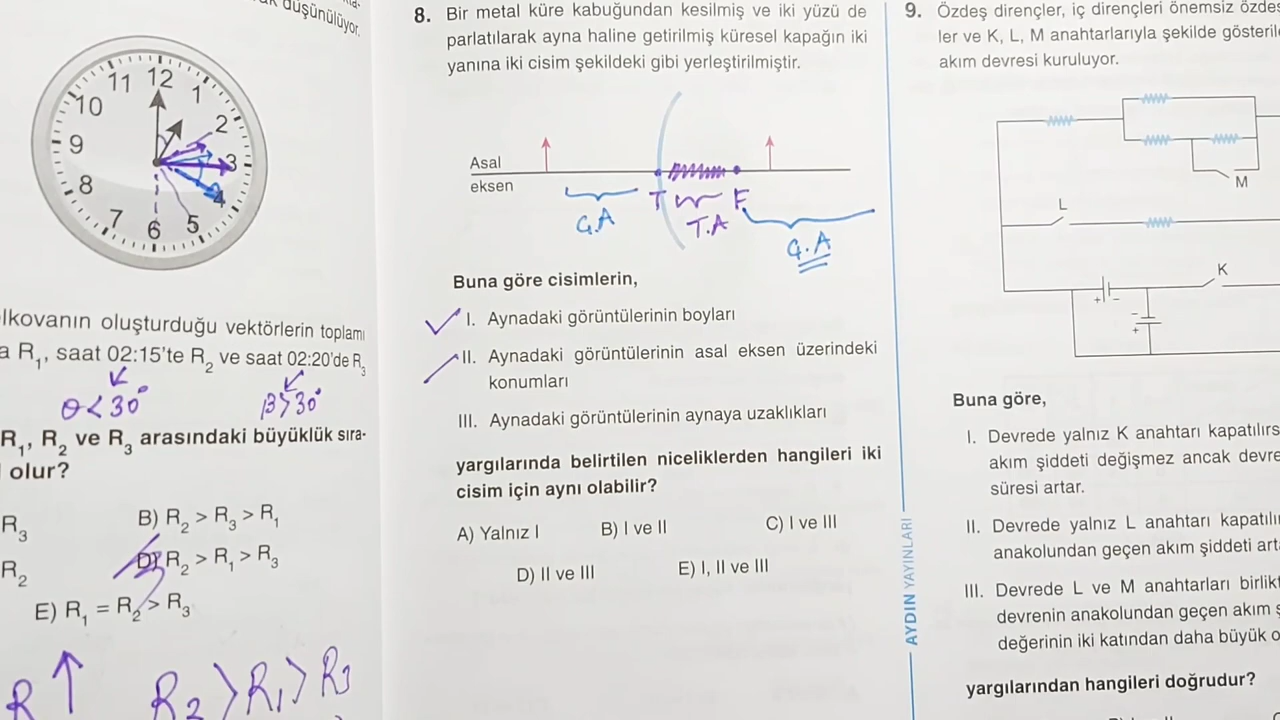 düşünülüyor.
12
11
1
10
2
9
3
8
4
7
6
5
lkovanın oluşturduğu vektörlerin toplamı
a R1, saat 02:15'te R2 ve saat 02:20'de R3
θ<30°
β>30°
R1, R2 ve R3 arasındaki büyüklük sıra-
olur?
R3
B) R2 > R3 > R1
R2
D) R2 > R1 > R3
E) R1 = R2 > R3
R
R2 > R1 > R3
8. Bir metal küre kabuğundan kesilmiş ve iki yüzü de
parlatılarak ayna haline getirilmiş küresel kapağın iki
yanına iki cisim şekildeki gibi yerleştirilmiştir.
Asal
eksen
T
F
G.A
T.A
G.A
Buna göre cisimlerin,
I. Aynadaki görüntülerinin boyları
II. Aynadaki görüntülerinin asal eksen üzerindeki
konumları
III. Aynadaki görüntülerinin aynaya uzaklıkları
yargılarında belirtilen niceliklerden hangileri iki
cisim için aynı olabilir?
A) Yalnız I
B) I ve II
C) I ve III
D) II ve III
E) I, II ve III
AYDIN YAYINLARI
9. Özdeş dirençler, iç dirençleri önemsiz özdeş
ler ve K, L, M anahtarlarıyla şekilde gösterile
akım devresi kuruluyor.
M
L
K
+ -
-
+
Buna göre,
I. Devrede yalnız K anahtarı kapatılırs
akım şiddeti değişmez ancak devre
süresi artar.
II. Devrede yalnız L anahtarı kapatılır
anakolundan geçen akım şiddeti arta
III. Devrede L ve M anahtarları birlikt
devrenin anakolundan geçen akım ş
değerinin iki katından daha büyük o
yargılarından hangileri doğrudur?